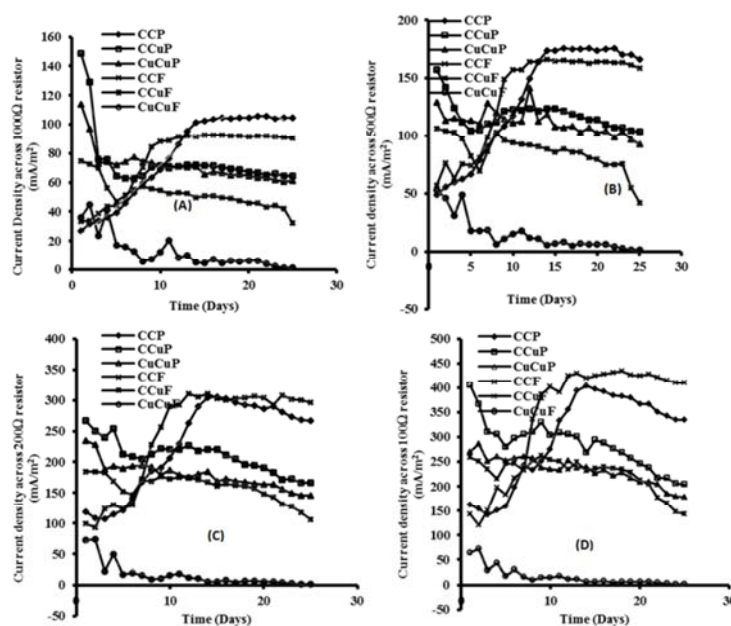 160
140
120
100
80
60
40
20
0
0
10
20
30
Current Density across 1000Ω resistor
(mA/m²)
Time (Days)
CCP
CCuP
CuCuP
CCF
CCuF
CuCuF
(A)
200
150
100
50
0
-50
0
5
10
15
20
25
30
Current density across 500Ω resistor
(mA/m²)
Time (Days)
CCP
CCuP
CuCuP
CCF
CCuF
CuCuF
(B)
400
350
300
250
200
150
100
50
0
-50
0
10
20
30
Current density across 200Ω resistor
(mA/m²)
Time (Days)
CCP
CCuP
CuCuP
CCF
CCuF
CuCuF
(C)
500
450
400
350
300
250
200
150
100
50
0
-50
0
10
20
30
Current density across 100Ω resistor
(mA/m²)
Time (Days)
CCP
CCuP
CuCuP
CCF
CCuF
CuCuF
(D)